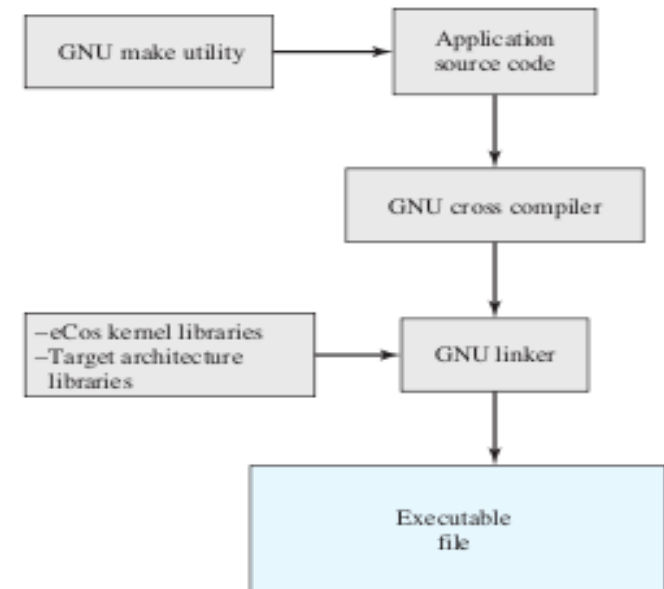 GNU make utility
Application
source code
GNU cross compiler
–eCos kernel libraries
–Target architecture
libraries
GNU linker
Executable
file